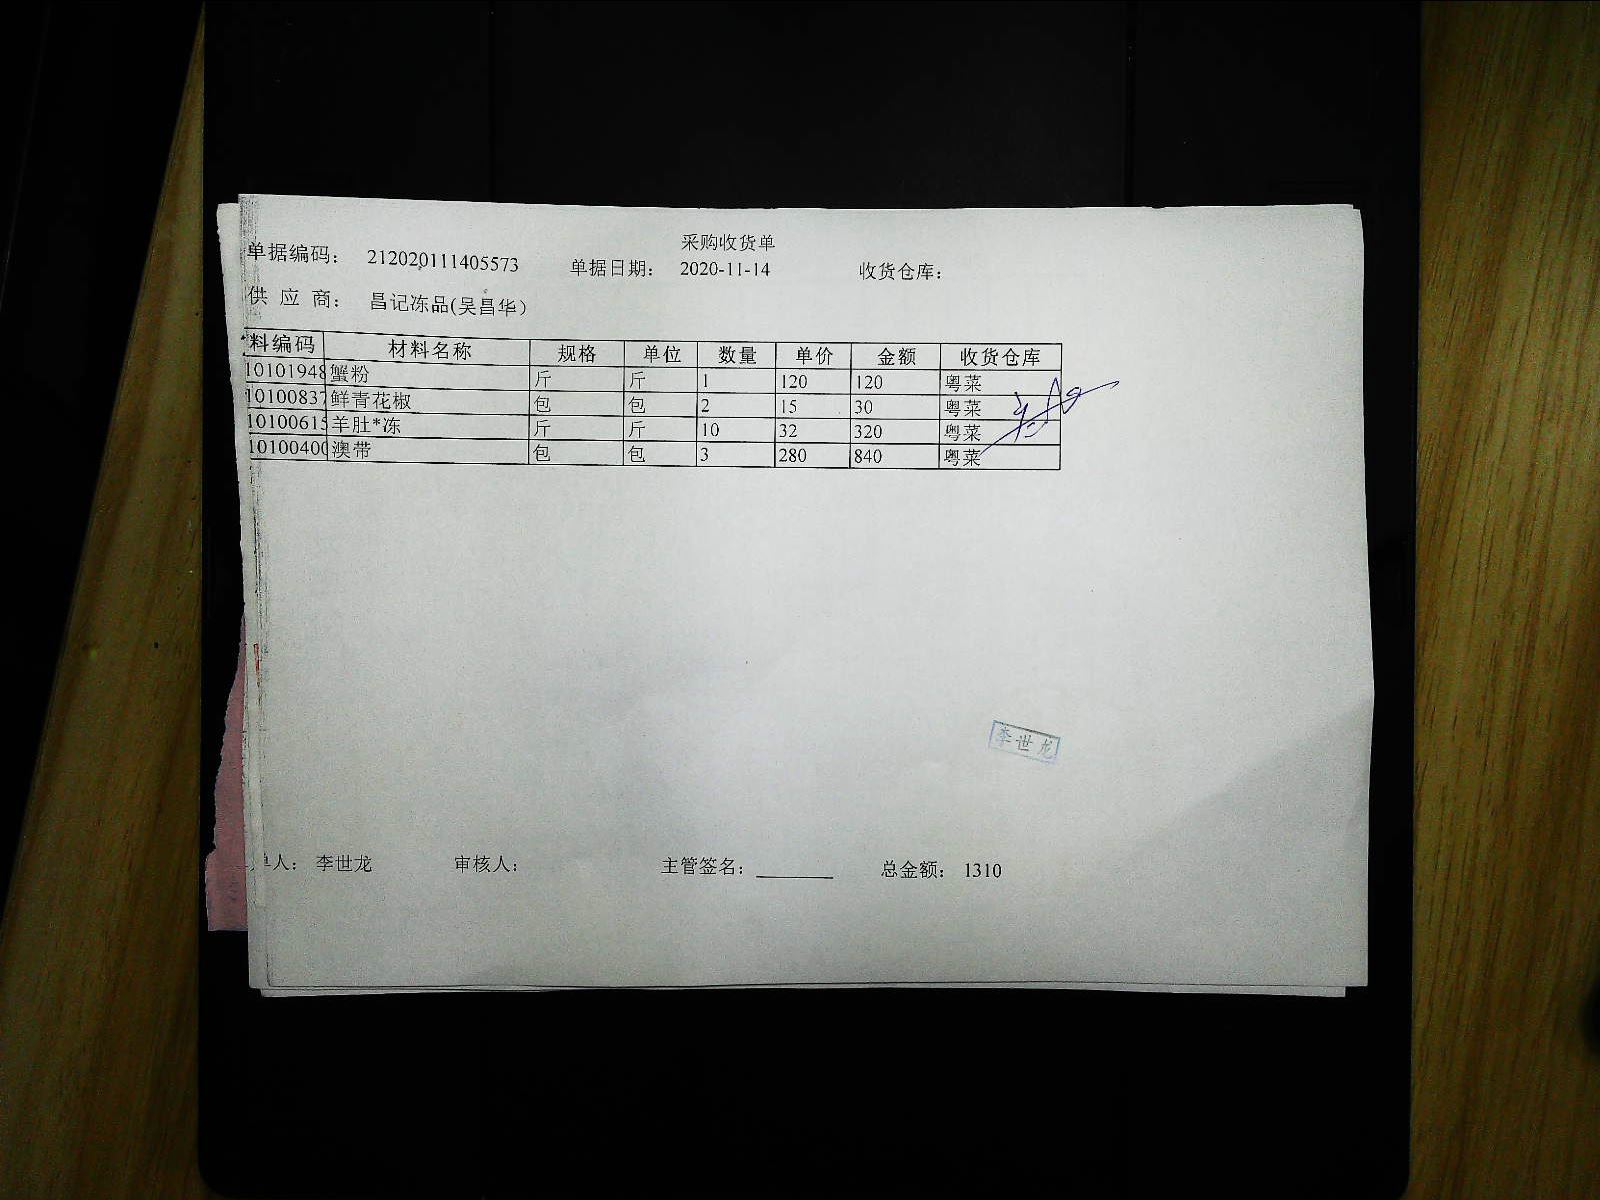 采购收货单
单据编码： 212020111405573 单据日期： 2020-11-14 收货仓库：
供 应 商： 昌记冻品(吴昌华）
料编码 材料名称 规格 单位 数量 单价 金额 收货仓库
10101948 蟹粉 斤 斤 1 120 120 粤菜
10100837 鲜青花椒 包 包 2 15 30 粤菜
10100615 羊肚*冻 斤 斤 10 32 320 粤菜
10100400 澳带 包 包 3 280 840 粤菜
李世龙
单人： 李世龙 审核人： 主管签名： 总金额： 1310